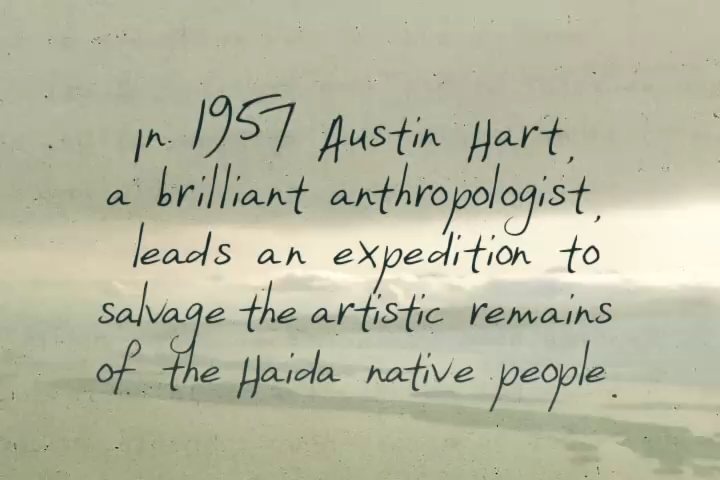 In 1957 Austin Hart,
a brilliant anthropologist,
leads an expedition to
salvage the artistic remains
of the Haida native people.